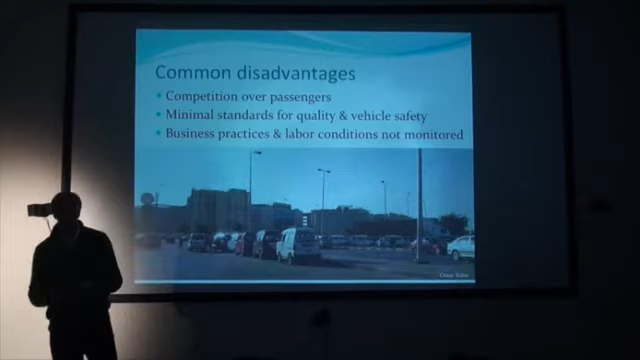 Common disadvantages
Competition over passengers
Minimal standards for quality & vehicle safety
Business practices & labor conditions not monitored